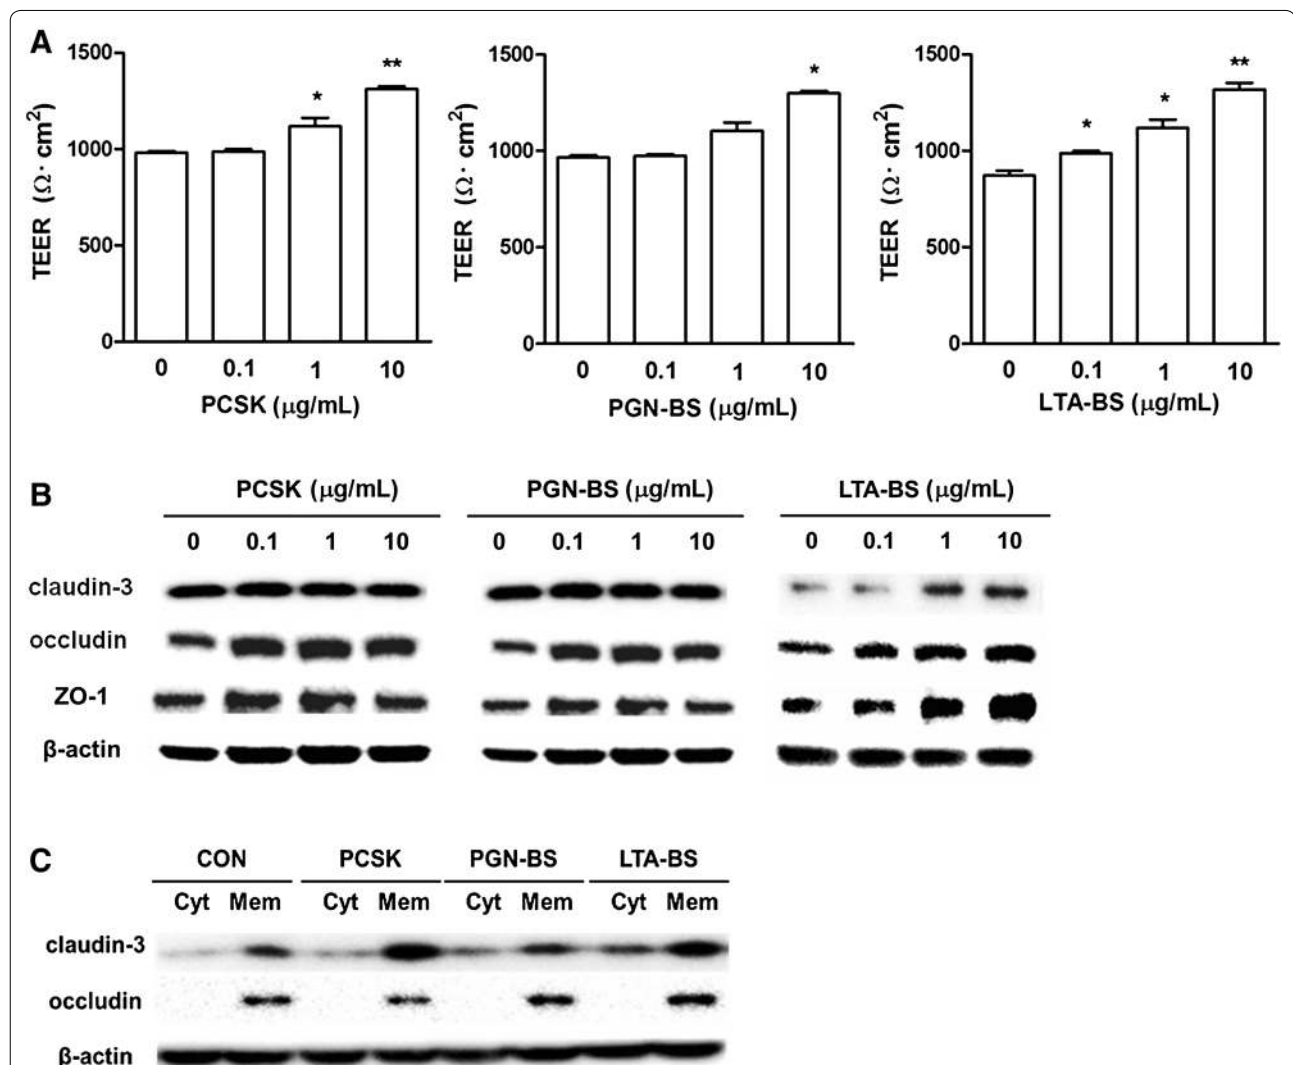 A
1500
1000
500
0
TEER (Ω· cm²)
*
**
0 0.1 1 10
PCSK (μg/mL)
1500
1000
500
0
TEER (Ω· cm²)
*
0 0.1 1 10
PGN-BS (μg/mL)
1500
1000
500
0
TEER (Ω· cm²)
*
*
**
0 0.1 1 10
LTA-BS (μg/mL)
B
PCSK (μg/mL) PGN-BS (μg/mL) LTA-BS (μg/mL)
0 0.1 1 10 0 0.1 1 10 0 0.1 1 10
claudin-3
occludin
ZO-1
β-actin
C
CON PCSK PGN-BS LTA-BS
Cyt Mem Cyt Mem Cyt Mem Cyt Mem
claudin-3
occludin
β-actin